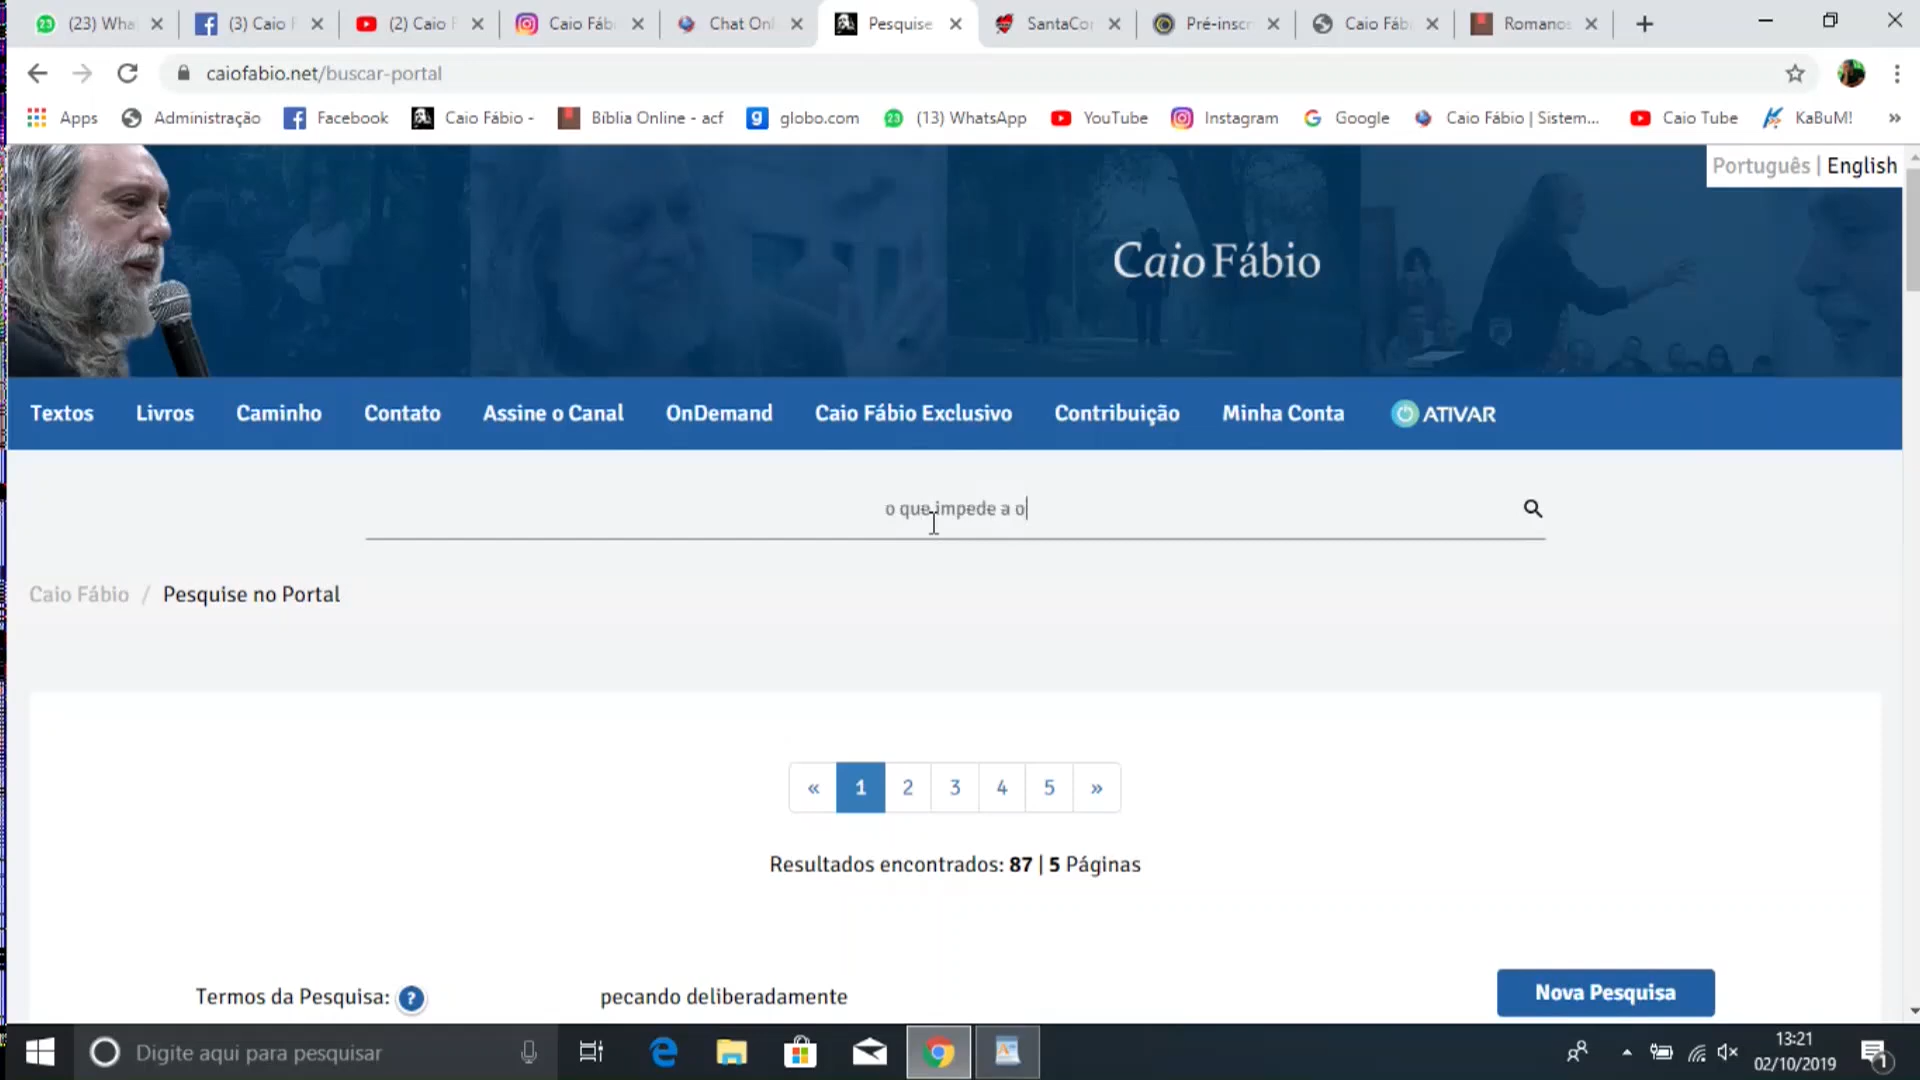 (23) Wha
(3) Caio F
(2) Caio F
Caio Fáb
Chat Onl
Pesquise
SantaCor
Pré-inscr
Caio Fáb
Romanos
caiofabio.net/buscar-portal
Apps
Administração
Facebook
Caio Fábio -
Bíblia Online - acf
globo.com
(13) WhatsApp
YouTube
Instagram
Google
Caio Fábio | Sistem...
Caio Tube
KaBuM!
»
Português | English
Caio Fábio
Textos
Livros
Caminho
Contato
Assine o Canal
OnDemand
Caio Fábio Exclusivo
Contribuição
Minha Conta
ATIVAR
o que impede a o
Caio Fábio / Pesquise no Portal
« 1 2 3 4 5 »
Resultados encontrados: 87 | 5 Páginas
Termos da Pesquisa: ?
pecando deliberadamente
Nova Pesquisa
Digite aqui para pesquisar
13:21
02/10/2019
1